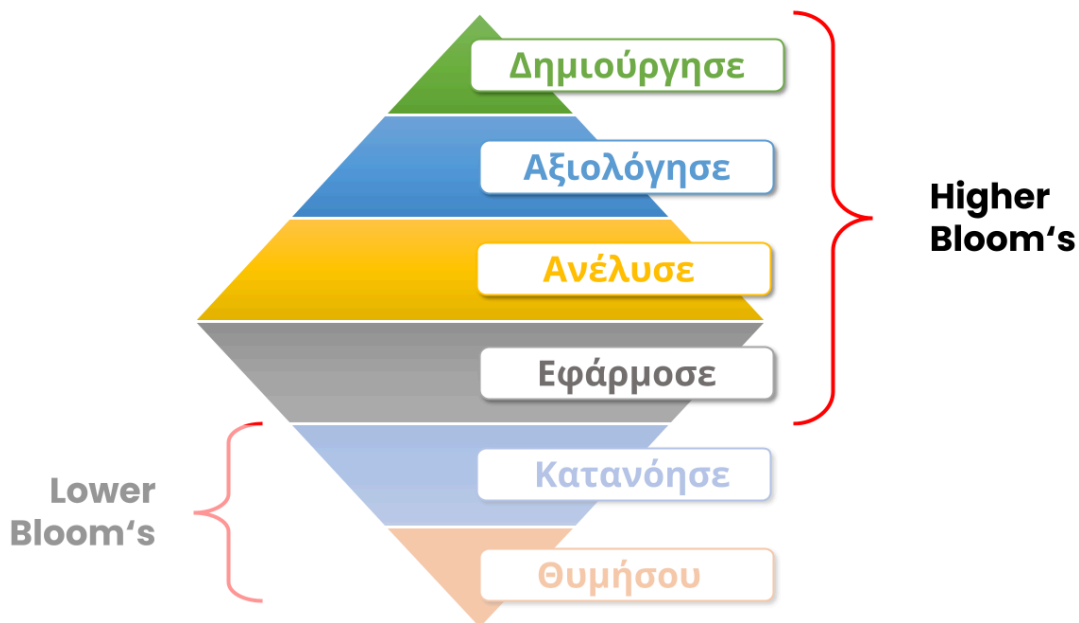 Δημιούργησε
Αξιολόγησε
Ανέλυσε
Εφάρμοσε
Κατανόησε
Θυμήσου
Higher
Bloom‘s
Lower
Bloom‘s